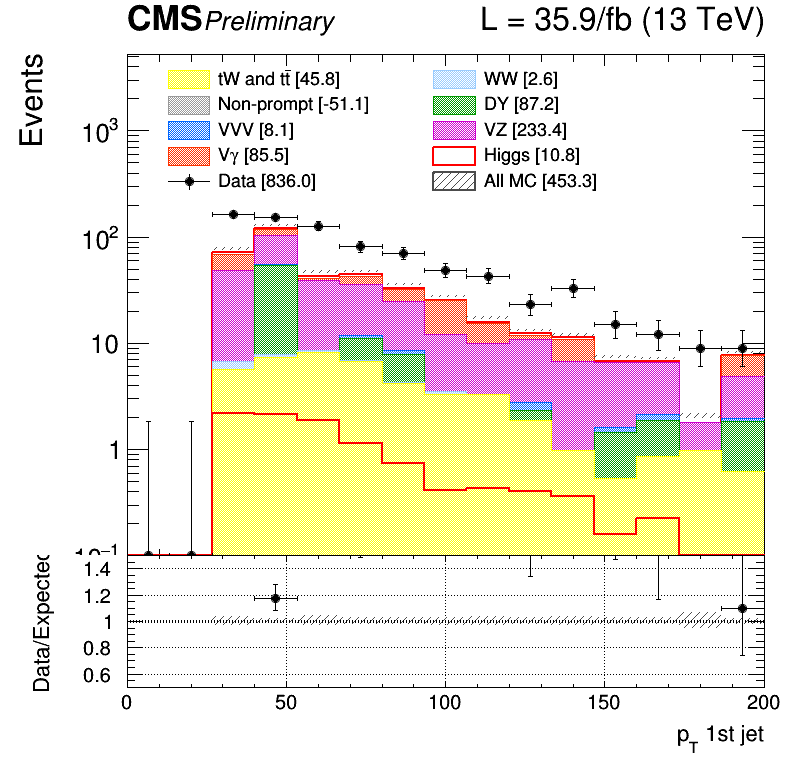 CMS Preliminary L = 35.9/fb (13 TeV)
Events
tW and tt̄ [45.8] WW [2.6]
Non-prompt [-51.1] DY [87.2]
VVV [8.1] VZ [233.4]
Vγ [85.5] Higgs [10.8]
Data [836.0] All MC [453.3]
10³
10²
10
1
Data/Expected
1.4
1.2
1
0.8
0.6
0 50 100 150 200
p_T 1st jet